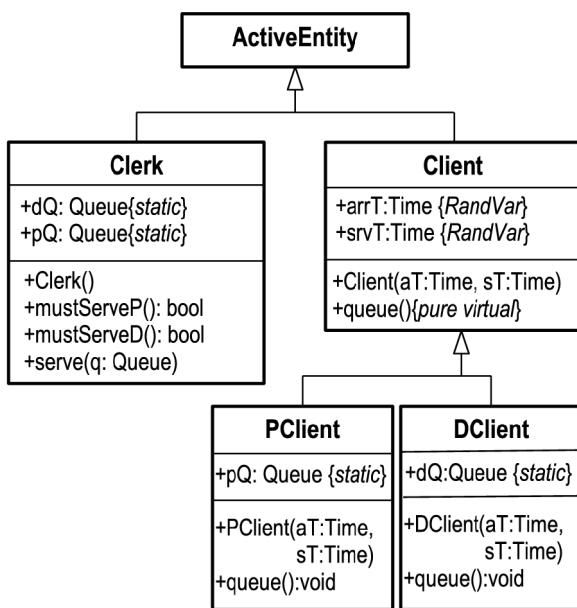 ActiveEntity
Clerk
+dQ: Queue{static}
+pQ: Queue{static}
+Clerk()
+mustServeP(): bool
+mustServeD(): bool
+serve(q: Queue)
Client
+arrT:Time {RandVar}
+srvT:Time {RandVar}
+Client(aT:Time, sT:Time)
+queue(){pure virtual}
PClient
+pQ: Queue {static}
+PClient(aT:Time,
sT:Time)
+queue():void
DClient
+dQ:Queue {static}
+DClient(aT:Time,
sT:Time)
+queue():void